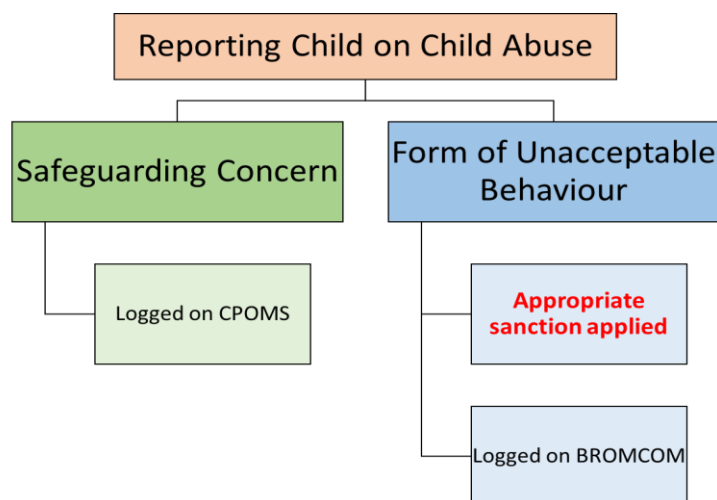 Reporting Child on Child Abuse
Safeguarding Concern
Form of Unacceptable
Behaviour
Logged on CPOMS
Appropriate
sanction applied
Logged on BROMCOM